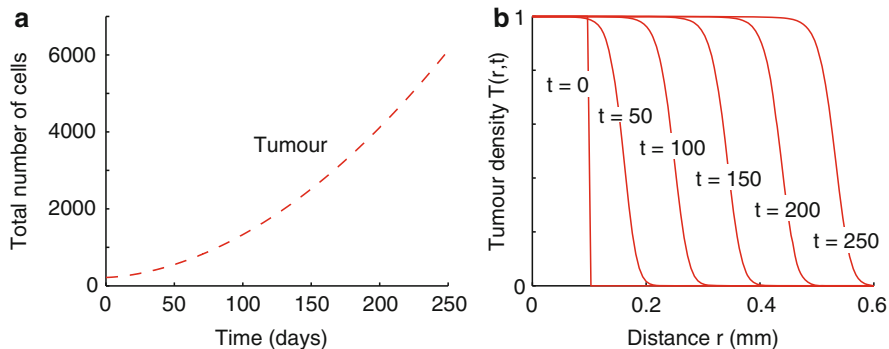 a
Total number of cells
6000
4000
2000
0
Tumour
0 50 100 150 200 250
Time (days)
b
Tumour density T(r,t)
1
0
t = 0
t = 50
t = 100
t = 150
t = 200
t = 250
0 0.2 0.4 0.6
Distance r (mm)